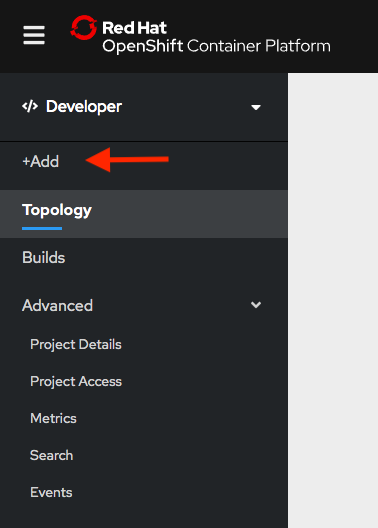 Red Hat
OpenShift Container Platform
Developer
+Add
Topology
Builds
Advanced
Project Details
Project Access
Metrics
Search
Events